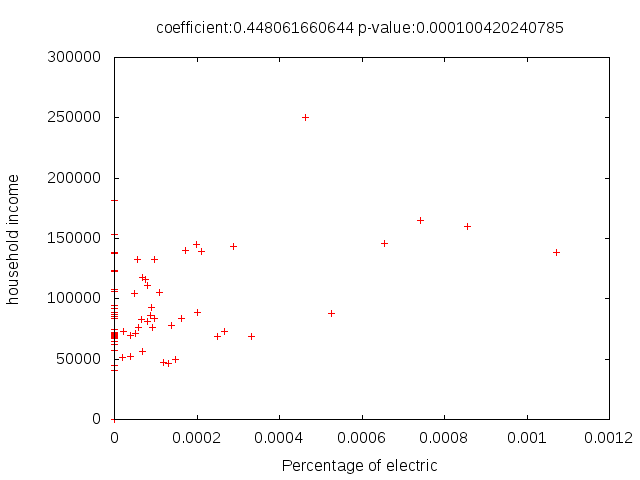 coefficient:0.448061660644 p-value:0.000100420240785
300000
250000
200000
150000
100000
50000
0
household income
0 0.0002 0.0004 0.0006 0.0008 0.001 0.0012
Percentage of electric